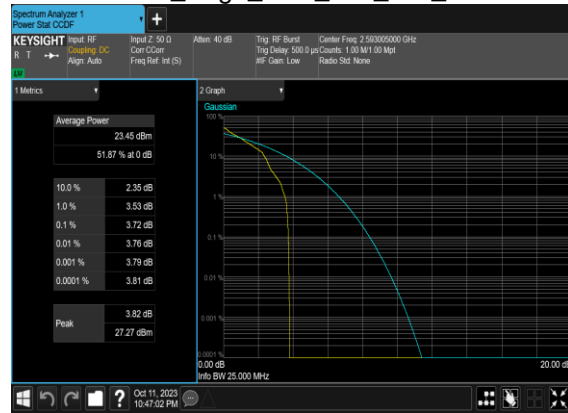 Spectrum Analyzer 1
Power Stat CCDF
+
KEYSIGHT
R T
LV
Input: RF
Coupling: DC
Align: Auto
Input Z: 50 Ω
Corr CCorr
Freq Ref: Int (S)
Atten: 40 dB
Trig: RF Burst
Trig Delay: 500.0 µs
#IF Gain: Low
Center Freq: 2.593005000 GHz
Counts: 1.00 M/1.00 Mpt
Radio Std: None
1 Metrics
Average Power
23.45 dBm
51.87 % at 0 dB
10.0 % 2.35 dB
1.0 % 3.53 dB
0.1 % 3.72 dB
0.01 % 3.76 dB
0.001 % 3.79 dB
0.0001 % 3.81 dB
Peak
3.82 dB
27.27 dBm
2 Graph
Gaussian
100 %
10 %
1 %
0.1 %
0.01 %
0.001 %
0.0001 %
0.00 dB
20.00 dB
Info BW 25.000 MHz
?
Oct 11, 2023
10:47:02 PM